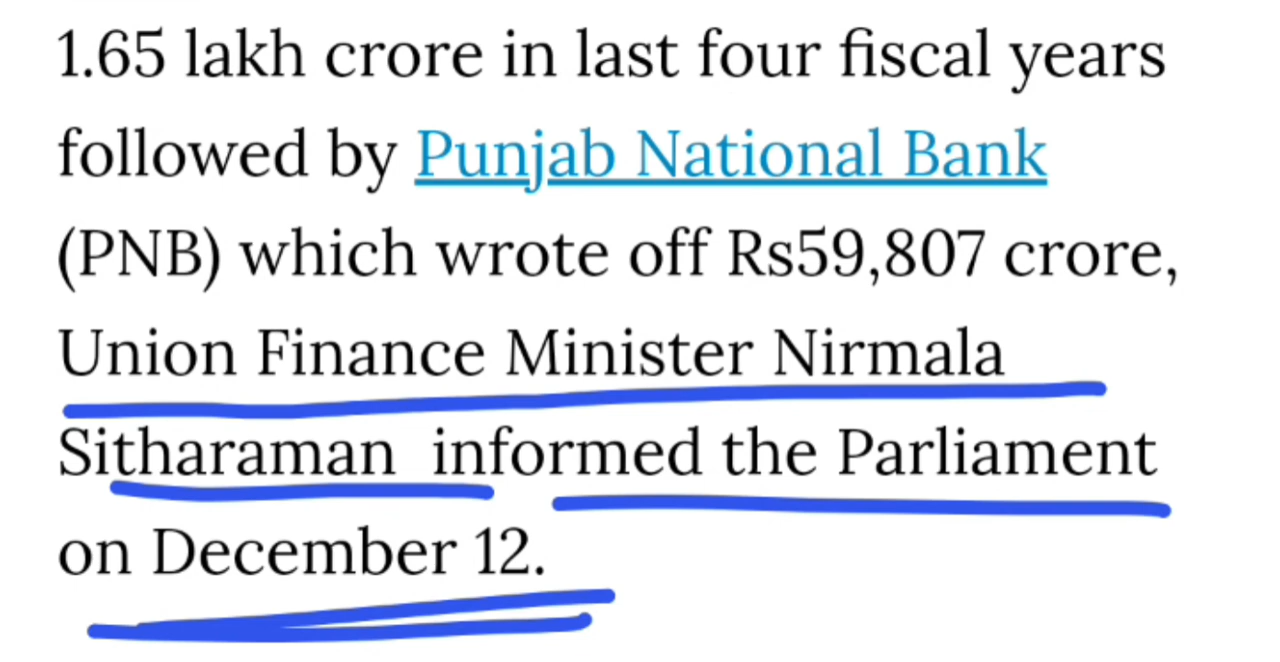 1.65 lakh crore in last four fiscal years
followed by Punjab National Bank
(PNB) which wrote off Rs59,807 crore,
Union Finance Minister Nirmala
Sitharaman  informed the Parliament
on December 12.